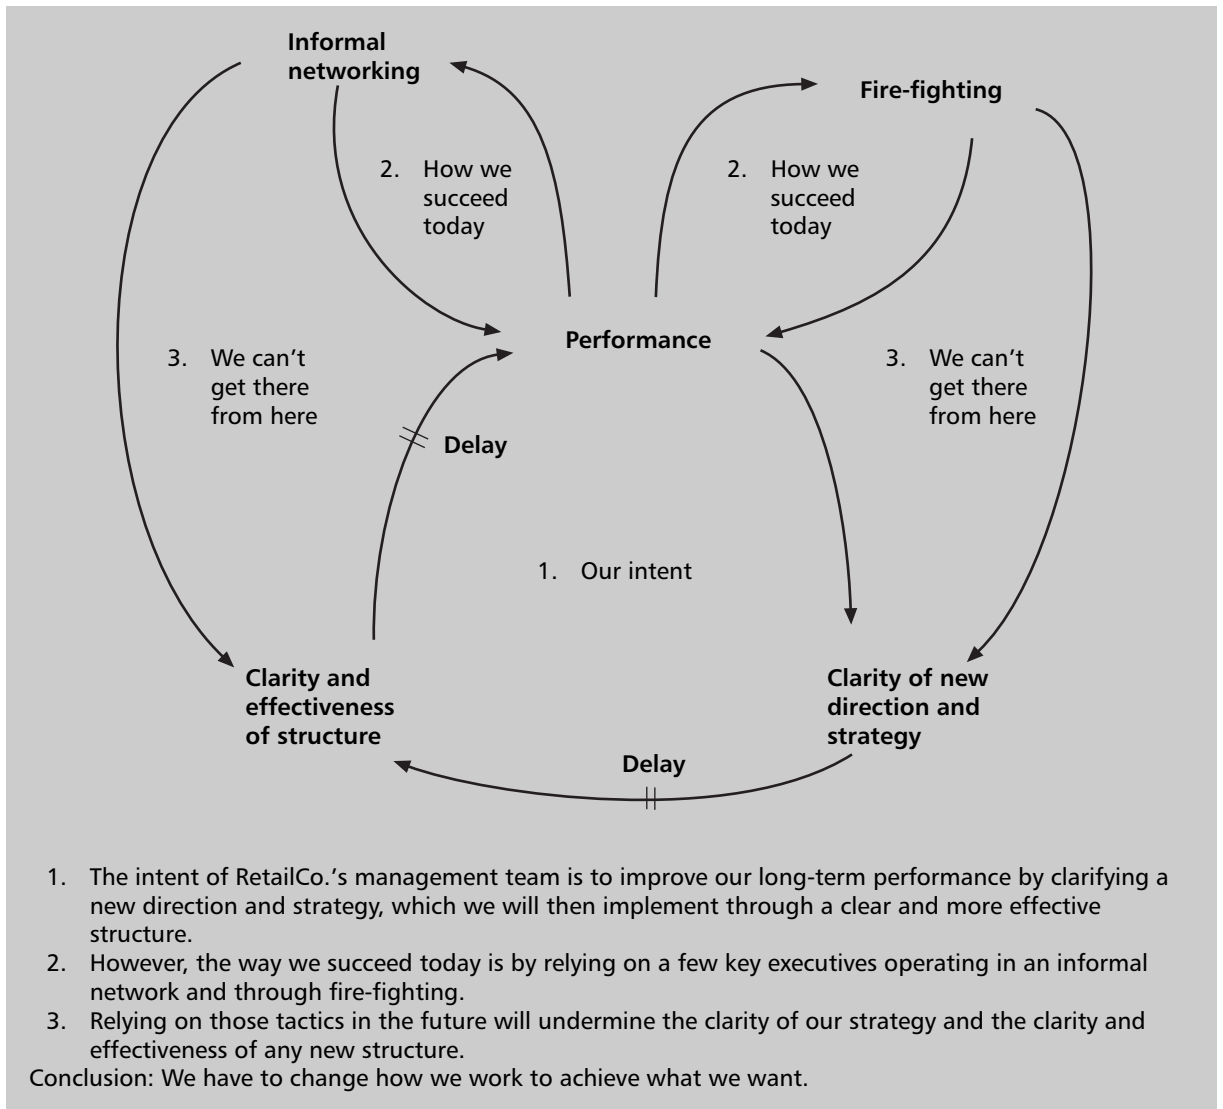 Informal
networking
Fire-fighting
2. How we
succeed
today
2. How we
succeed
today
Performance
3. We can’t
get there
from here
3. We can’t
get there
from here
Delay
1. Our intent
Clarity and
effectiveness
of structure
Clarity of new
direction and
strategy
Delay
1. The intent of RetailCo.’s management team is to improve our long-term performance by clarifying a
new direction and strategy, which we will then implement through a clear and more effective
structure.
2. However, the way we succeed today is by relying on a few key executives operating in an informal
network and through fire-fighting.
3. Relying on those tactics in the future will undermine the clarity of our strategy and the clarity and
effectiveness of any new structure.
Conclusion: We have to change how we work to achieve what we want.